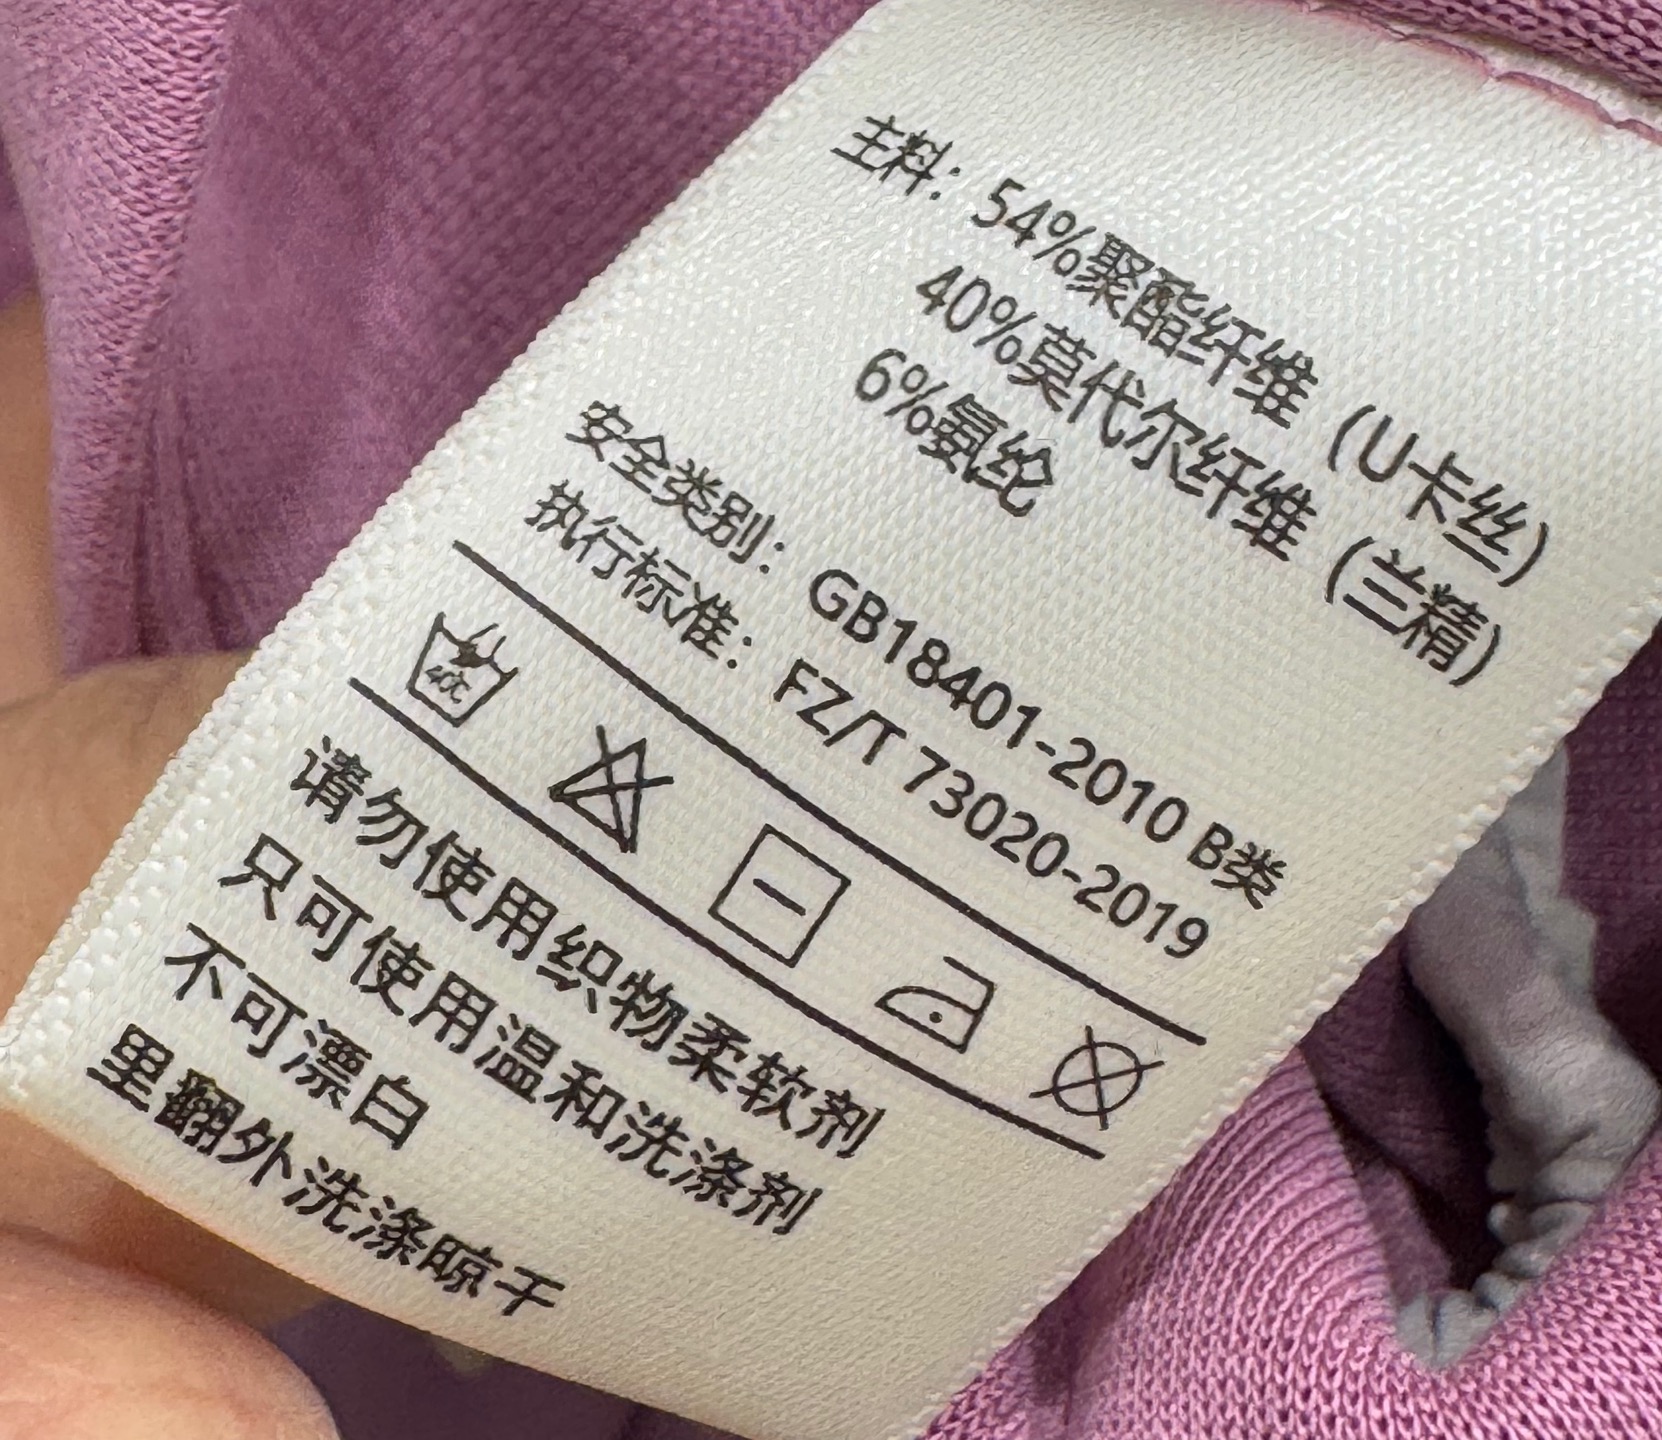 主料：54%聚酯纤维（U卡丝）
40%莫代尔纤维（兰精）
6%氨纶
安全类别：GB18401-2010 B类
执行标准：FZ/T 73020-2019
40C
请勿使用织物柔软剂
只可使用温和洗涤剂
不可漂白
里翻外洗涤晾干